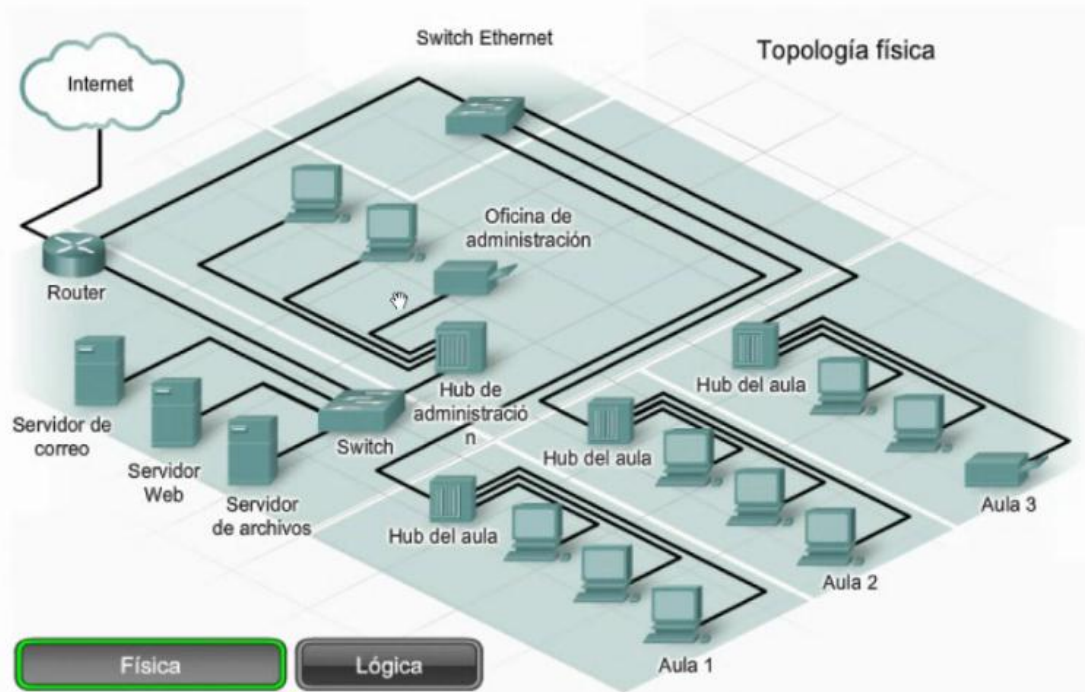 Switch Ethernet
Topología física
Internet
Oficina de
administración
Router
Hub del aula
Hub de
administració
n
Servidor de
correo
Switch
Hub del aula
Servidor
Web
Servidor
de archivos
Aula 3
Hub del aula
Aula 2
Aula 1
Física
Lógica